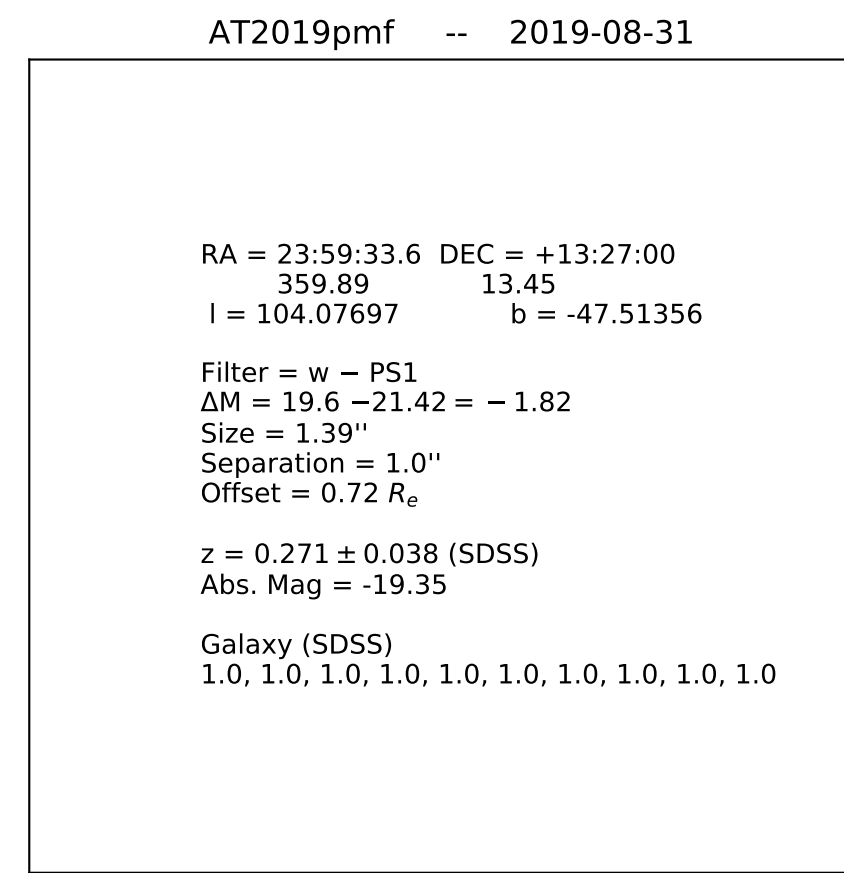 AT2019pmf -- 2019-08-31
RA = 23:59:33.6 DEC = +13:27:00
359.89 13.45
l = 104.07697 b = -47.51356
Filter = w − PS1
ΔM = 19.6 −21.42 = − 1.82
Size = 1.39''
Separation = 1.0''
Offset = 0.72 Rₑ
z = 0.271 ± 0.038 (SDSS)
Abs. Mag = -19.35
Galaxy (SDSS)
1.0, 1.0, 1.0, 1.0, 1.0, 1.0, 1.0, 1.0, 1.0, 1.0